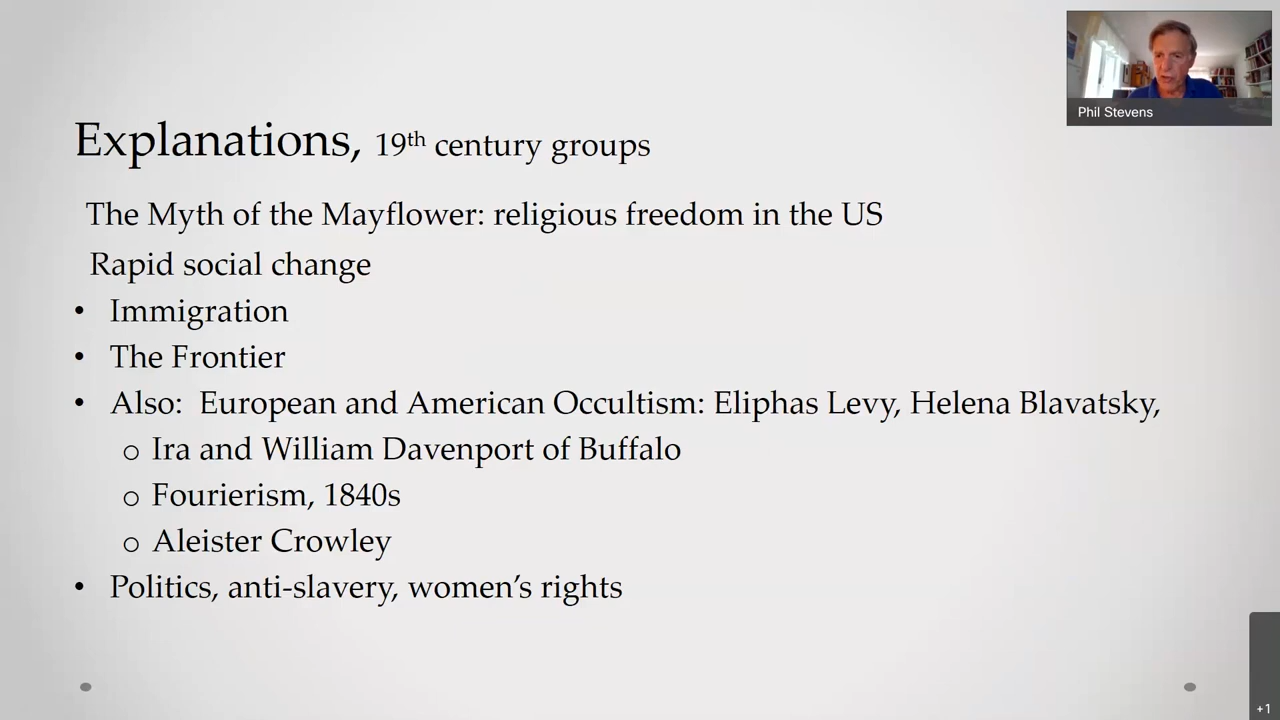 Phil Stevens
Explanations, 19th century groups
The Myth of the Mayflower: religious freedom in the US
Rapid social change
• Immigration
• The Frontier
• Also:  European and American Occultism: Eliphas Levy, Helena Blavatsky,
o Ira and William Davenport of Buffalo
o Fourierism, 1840s
o Aleister Crowley
• Politics, anti-slavery, women’s rights
+1